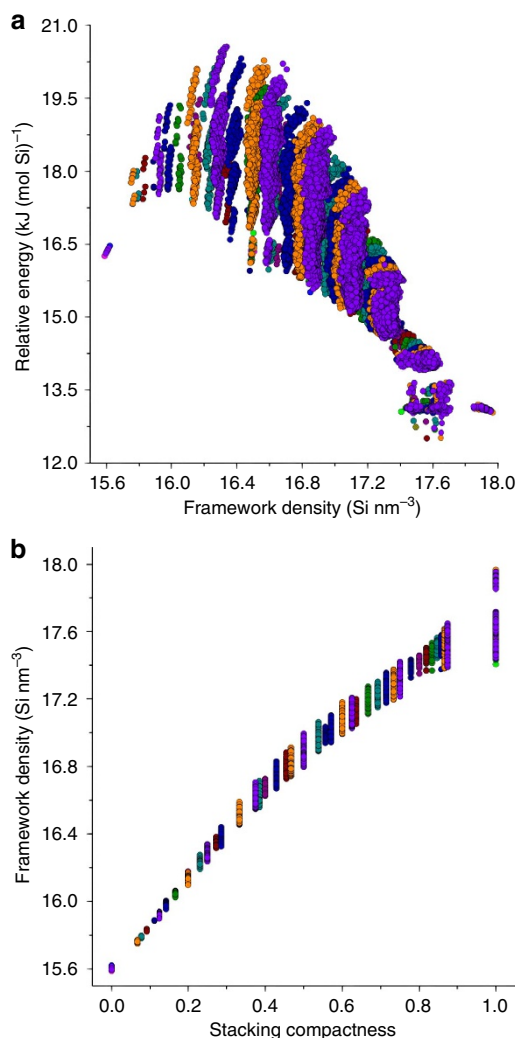 a
21.0
19.5
18.0
16.5
15.0
13.5
12.0
Relative energy (kJ (mol Si)⁻¹)
15.6 16.0 16.4 16.8 17.2 17.6 18.0
Framework density (Si nm⁻³)
b
18.0
17.6
17.2
16.8
16.4
16.0
15.6
Framework density (Si nm⁻³)
0.0 0.2 0.4 0.6 0.8 1.0
Stacking compactness